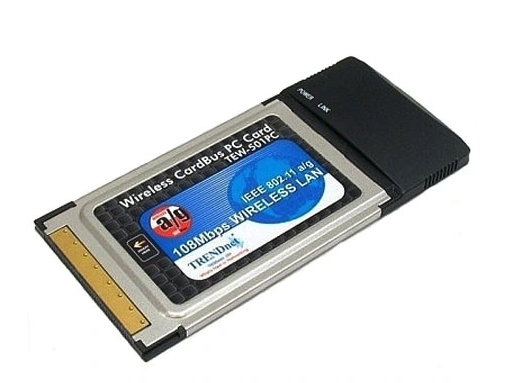 POWER LINK
Wireless CardBus PC Card
TEW-501PC
IEEE 802.11 a/g
a/g
108Mbps WIRELESS LAN
TRENDnet